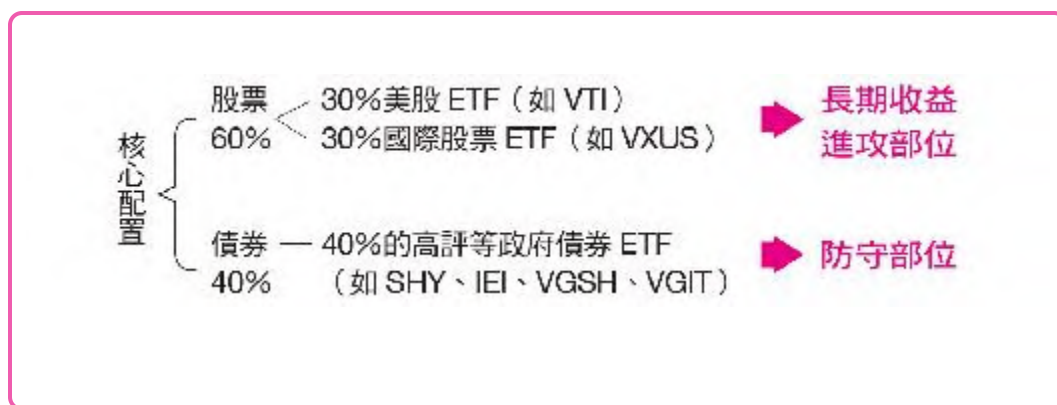 核心配置
股票
60%
30%美股 ETF（如 VTI）
30%國際股票 ETF（如 VXUS）
長期收益
進攻部位
債券
40%
40%的高評等政府債券 ETF
（如 SHY、IEI、VGSH、VGIT）
防守部位